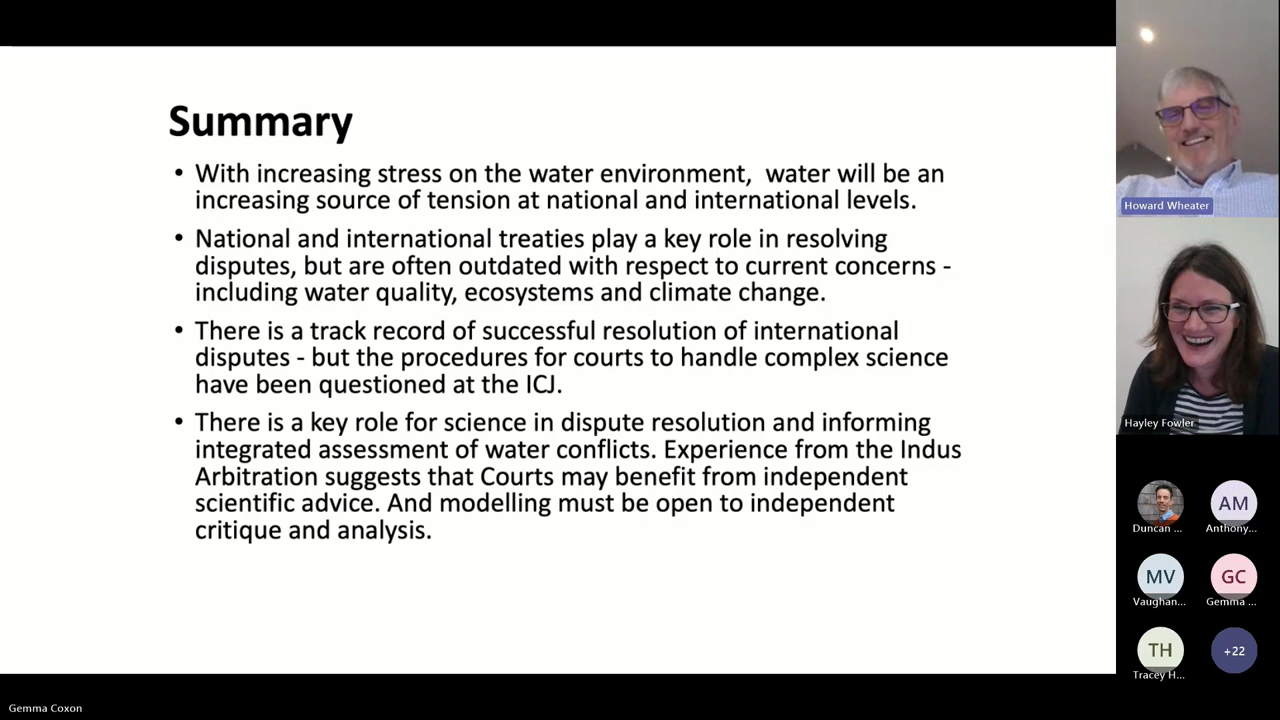 Summary
• With increasing stress on the water environment,  water will be an
increasing source of tension at national and international levels.
• National and international treaties play a key role in resolving
disputes, but are often outdated with respect to current concerns -
including water quality, ecosystems and climate change.
• There is a track record of successful resolution of international
disputes - but the procedures for courts to handle complex science
have been questioned at the ICJ.
• There is a key role for science in dispute resolution and informing
integrated assessment of water conflicts. Experience from the Indus
Arbitration suggests that Courts may benefit from independent
scientific advice. And modelling must be open to independent
critique and analysis.
Howard Wheater
Hayley Fowler
AM
Duncan ...
Anthony...
MV
GC
Vaughan...
Gemma ...
TH
+22
Tracey H...
Gemma Coxon